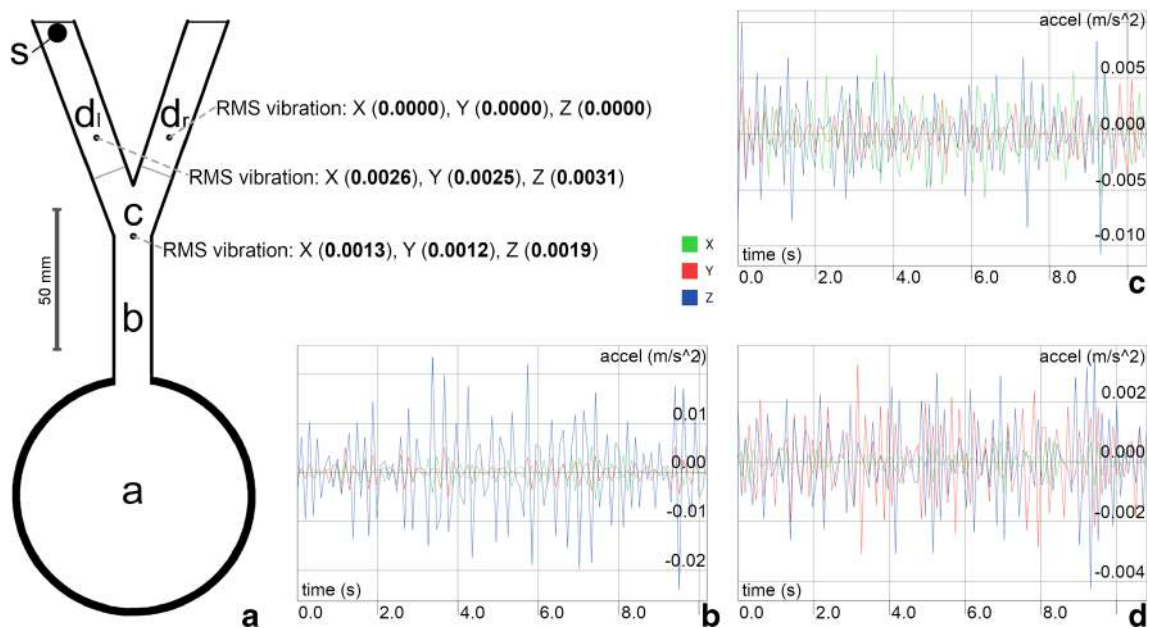 s
d_l
d_r
RMS vibration: X (0.0000), Y (0.0000), Z (0.0000)
RMS vibration: X (0.0026), Y (0.0025), Z (0.0031)
c
RMS vibration: X (0.0013), Y (0.0012), Z (0.0019)
50 mm
b
a
a
accel (m/s^2)
0.01
0.00
-0.01
-0.02
time (s)
0.0 2.0 4.0 6.0 8.0
b
X
Y
Z
accel (m/s^2)
0.005
0.000
-0.005
-0.010
time (s)
0.0 2.0 4.0 6.0 8.0
c
accel (m/s^2)
0.002
0.000
-0.002
-0.004
time (s)
0.0 2.0 4.0 6.0 8.0
d